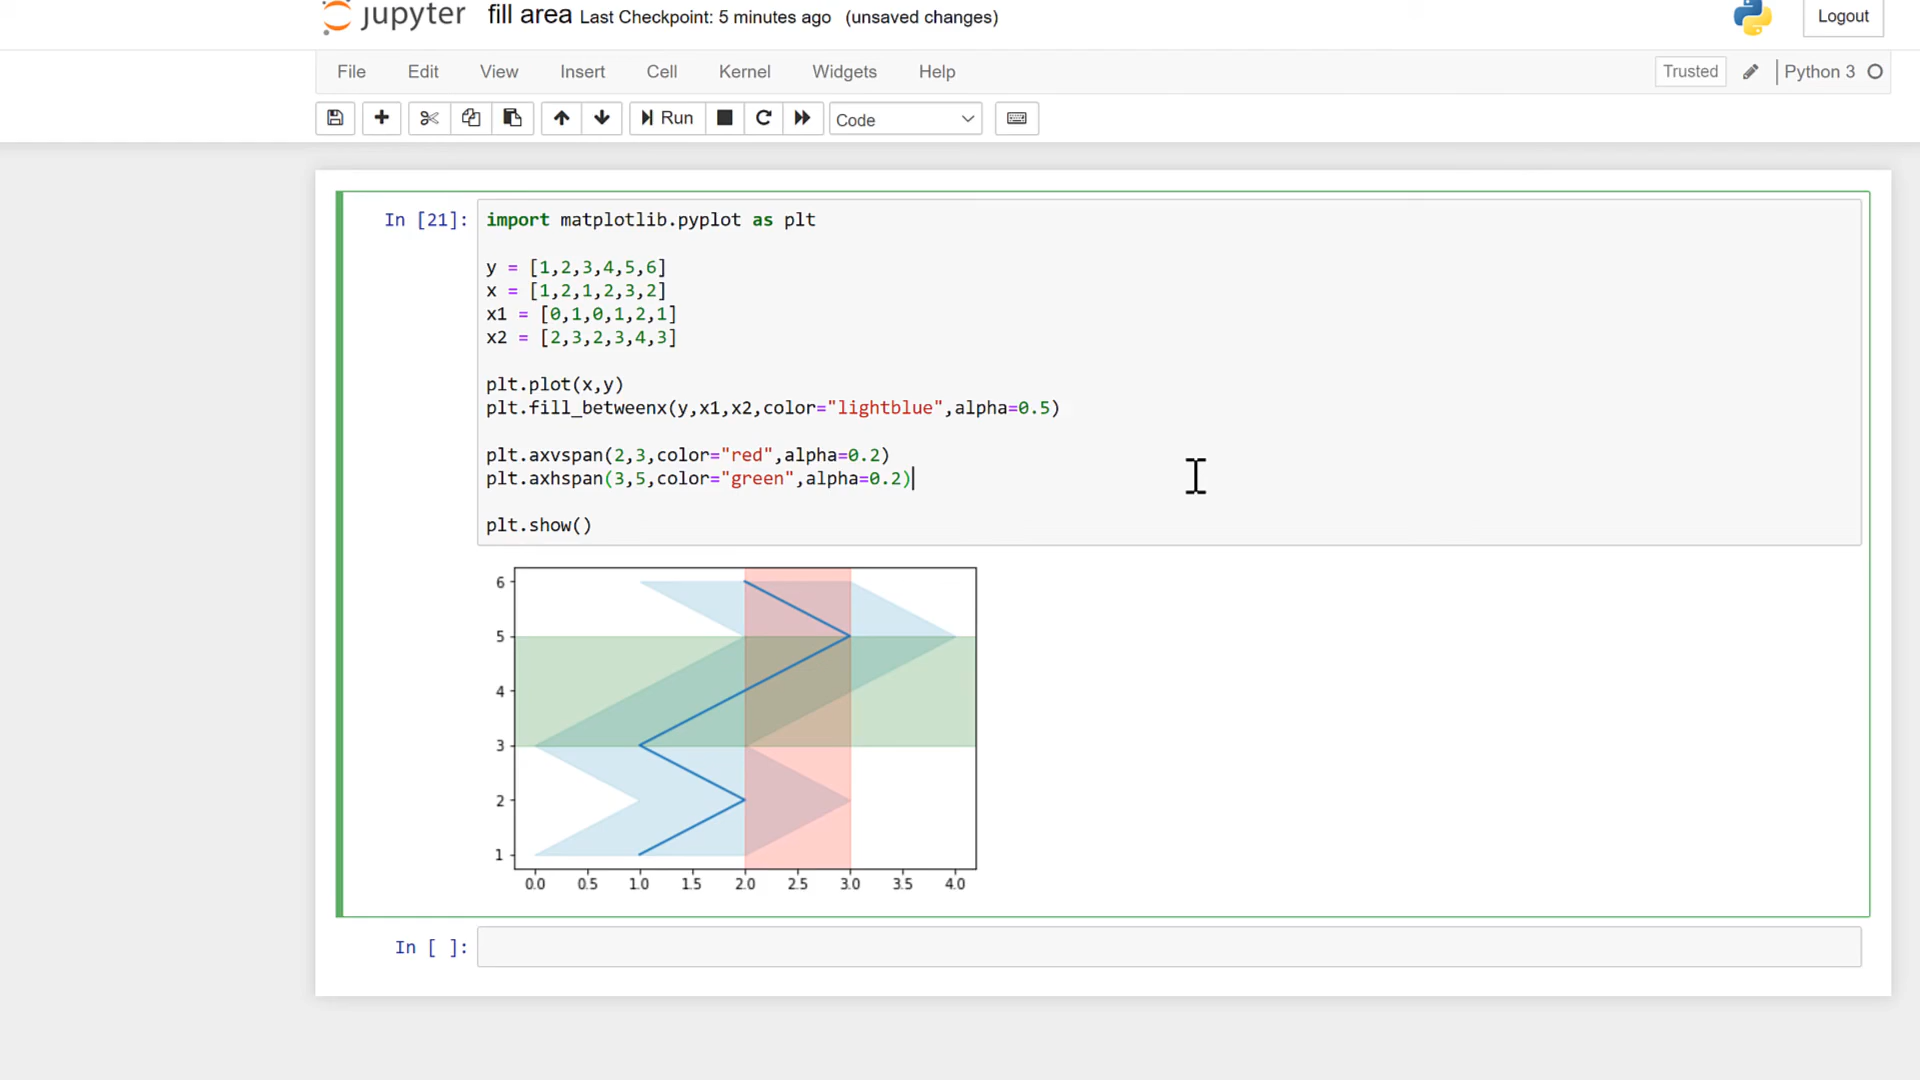 jupyter fill area Last Checkpoint: 5 minutes ago (unsaved changes) Logout
File Edit View Insert Cell Kernel Widgets Help Trusted Python 3
Run Code
In [21]: import matplotlib.pyplot as plt
y = [1,2,3,4,5,6]
x = [1,2,1,2,3,2]
x1 = [0,1,0,1,2,1]
x2 = [2,3,2,3,4,3]
plt.plot(x,y)
plt.fill_betweenx(y,x1,x2,color="lightblue",alpha=0.5)
plt.axvspan(2,3,color="red",alpha=0.2)
plt.axhspan(3,5,color="green",alpha=0.2)
plt.show()
6
5
4
3
2
1
0.0 0.5 1.0 1.5 2.0 2.5 3.0 3.5 4.0
In [ ]: